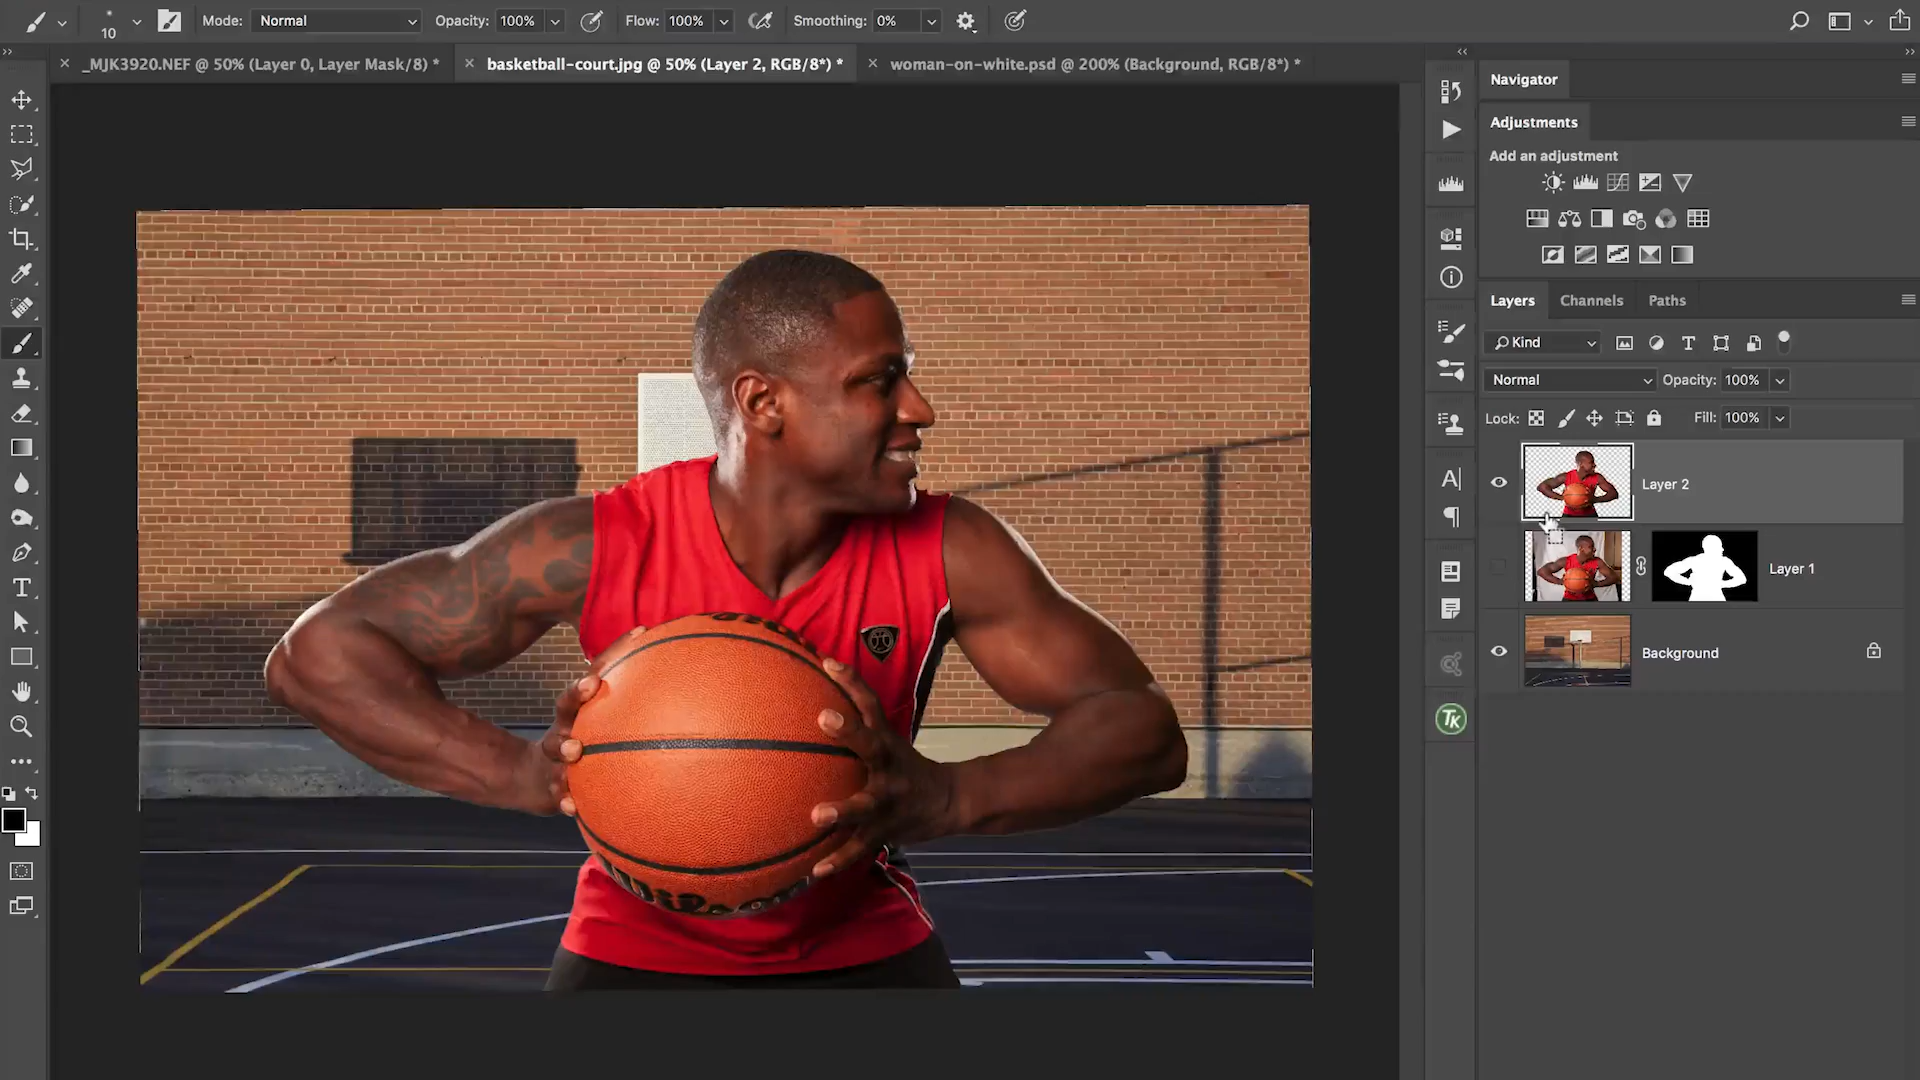 10
Mode: Normal
Opacity: 100%
Flow: 100%
Smoothing: 0%
_MJK3920.NEF @ 50% (Layer 0, Layer Mask/8) *
basketball-court.jpg @ 50% (Layer 2, RGB/8*) *
woman-on-white.psd @ 200% (Background, RGB/8*) *
Navigator
Adjustments
Add an adjustment
Layers Channels Paths
Kind
Normal Opacity: 100%
Lock: Fill: 100%
Layer 2
Layer 1
Background
TK
Wilson